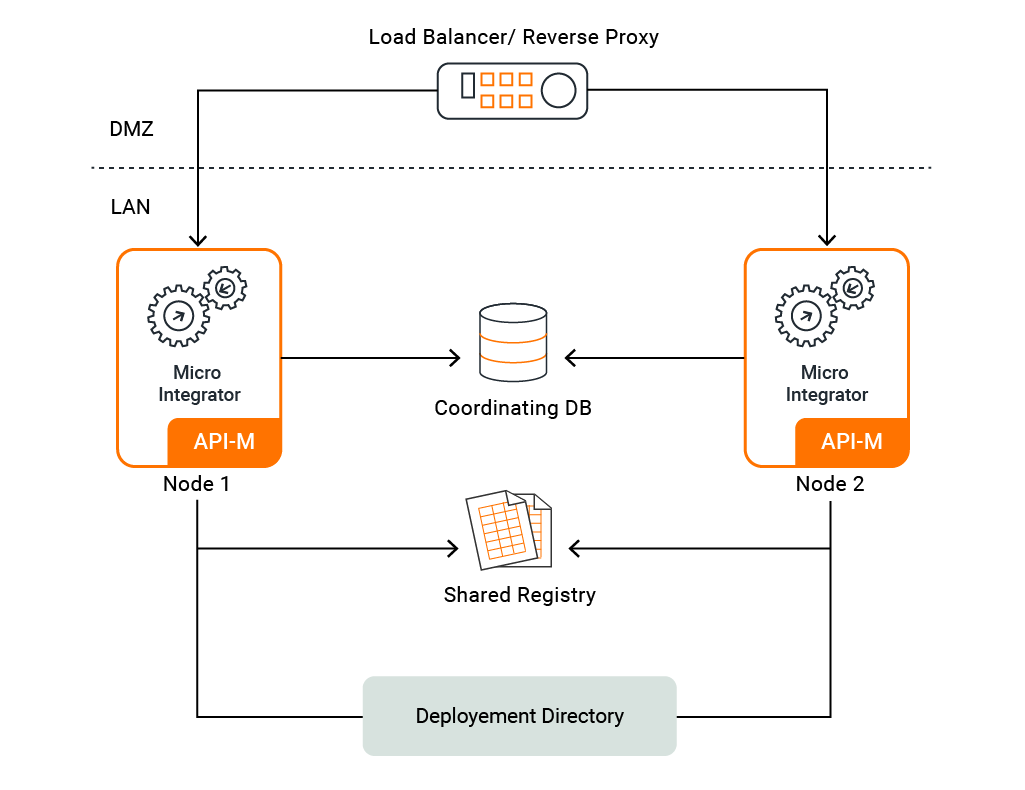 Load Balancer/ Reverse Proxy
DMZ
LAN
Micro
Integrator
API-M
Node 1
Coordinating DB
Micro
Integrator
API-M
Node 2
Shared Registry
Deployement Directory